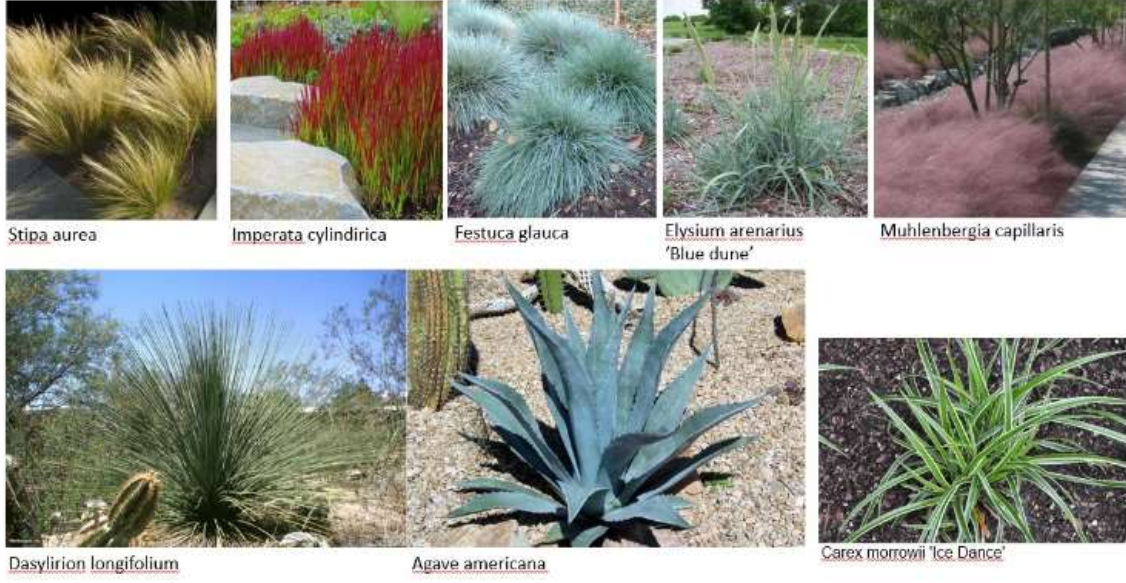 Stipa aurea
Imperata cylindirica
Festuca glauca
Elysium arenarius
'Blue dune'
Muhlenbergia capillaris
Dasylirion longifolium
Agave americana
Carex morrowii 'Ice Dance'